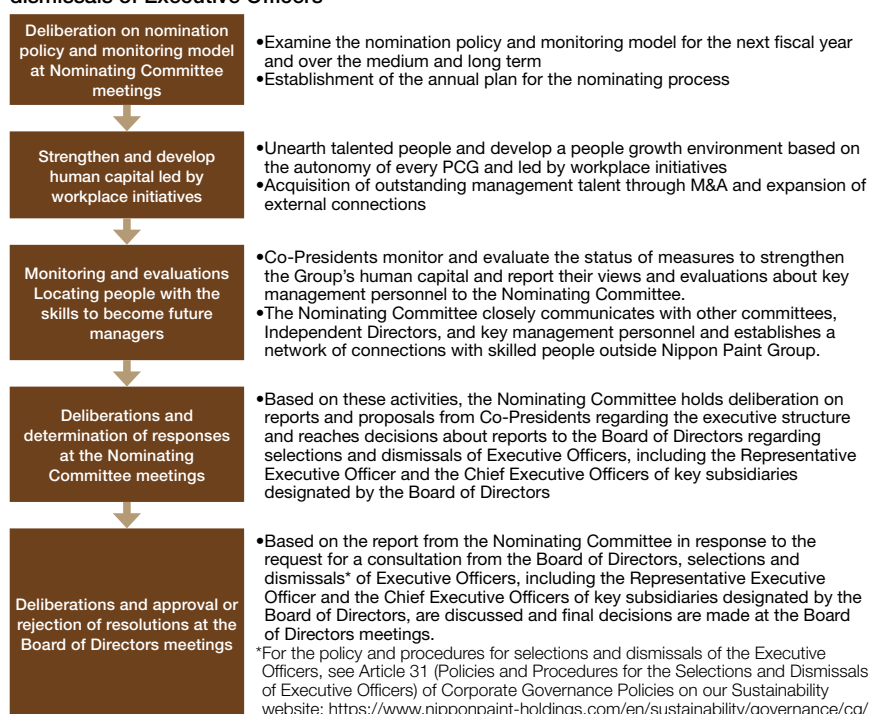 dismissals of Executive Officers
Deliberation on nomination
policy and monitoring model
at Nominating Committee
meetings
•Examine the nomination policy and monitoring model for the next fiscal year
and over the medium and long term
•Establishment of the annual plan for the nominating process
Strengthen and develop
human capital led by
workplace initiatives
•Unearth talented people and develop a people growth environment based on
the autonomy of every PCG and led by workplace initiatives
•Acquisition of outstanding management talent through M&A and expansion of
external connections
Monitoring and evaluations
Locating people with the
skills to become future
managers
•Co-Presidents monitor and evaluate the status of measures to strengthen
the Group's human capital and report their views and evaluations about key
management personnel to the Nominating Committee.
•The Nominating Committee closely communicates with other committees,
Independent Directors, and key management personnel and establishes a
network of connections with skilled people outside Nippon Paint Group.
Deliberations and
determination of responses
at the Nominating
Committee meetings
•Based on these activities, the Nominating Committee holds deliberation on
reports and proposals from Co-Presidents regarding the executive structure
and reaches decisions about reports to the Board of Directors regarding
selections and dismissals of Executive Officers, including the Representative
Executive Officer and the Chief Executive Officers of key subsidiaries
designated by the Board of Directors
Deliberations and approval or
rejection of resolutions at the
Board of Directors meetings
•Based on the report from the Nominating Committee in response to the
request for a consultation from the Board of Directors, selections and
dismissals* of Executive Officers, including the Representative Executive
Officer and the Chief Executive Officers of key subsidiaries designated by the
Board of Directors, are discussed and final decisions are made at the Board
of Directors meetings.
*For the policy and procedures for selections and dismissals of the Executive
Officers, see Article 31 (Policies and Procedures for the Selections and Dismissals
of Executive Officers) of Corporate Governance Policies on our Sustainability
website: https://www.nipponpaint-holdings.com/en/sustainability/governance/cg/